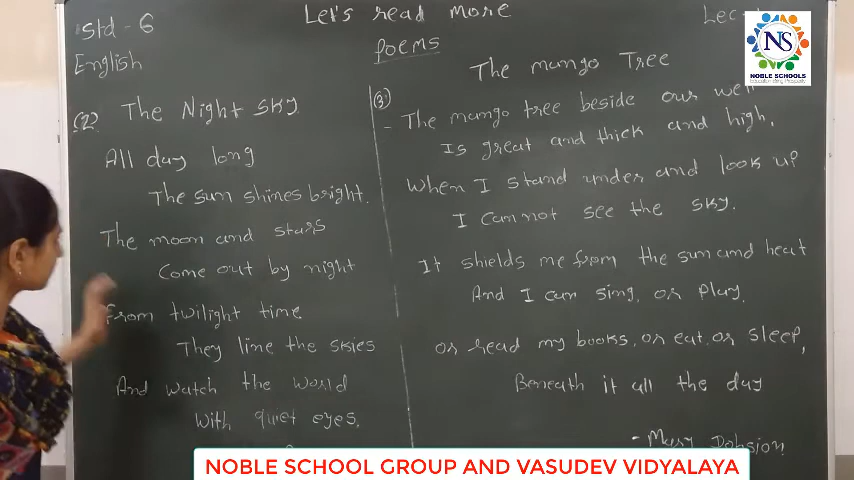 Std - 6
English
Let's read more
poems
Lec
NS
NOBLE SCHOOLS
(2) The Night sky
All day long
The sun shines bright.
The moon and stars
Come out by night
From twilight time
They line the skies
And watch the world
With quiet eyes.
The mango Tree
(3)
- The mango tree beside our well
Is great and thick and high,
When I stand under and look up
I cannot see the sky.
It shields me from the sun and heat
And I can sing, or play,
or read my books, or eat, or sleep,
Beneath it all the day
- Mary Dobsion
NOBLE SCHOOL GROUP AND VASUDEV VIDYALAYA